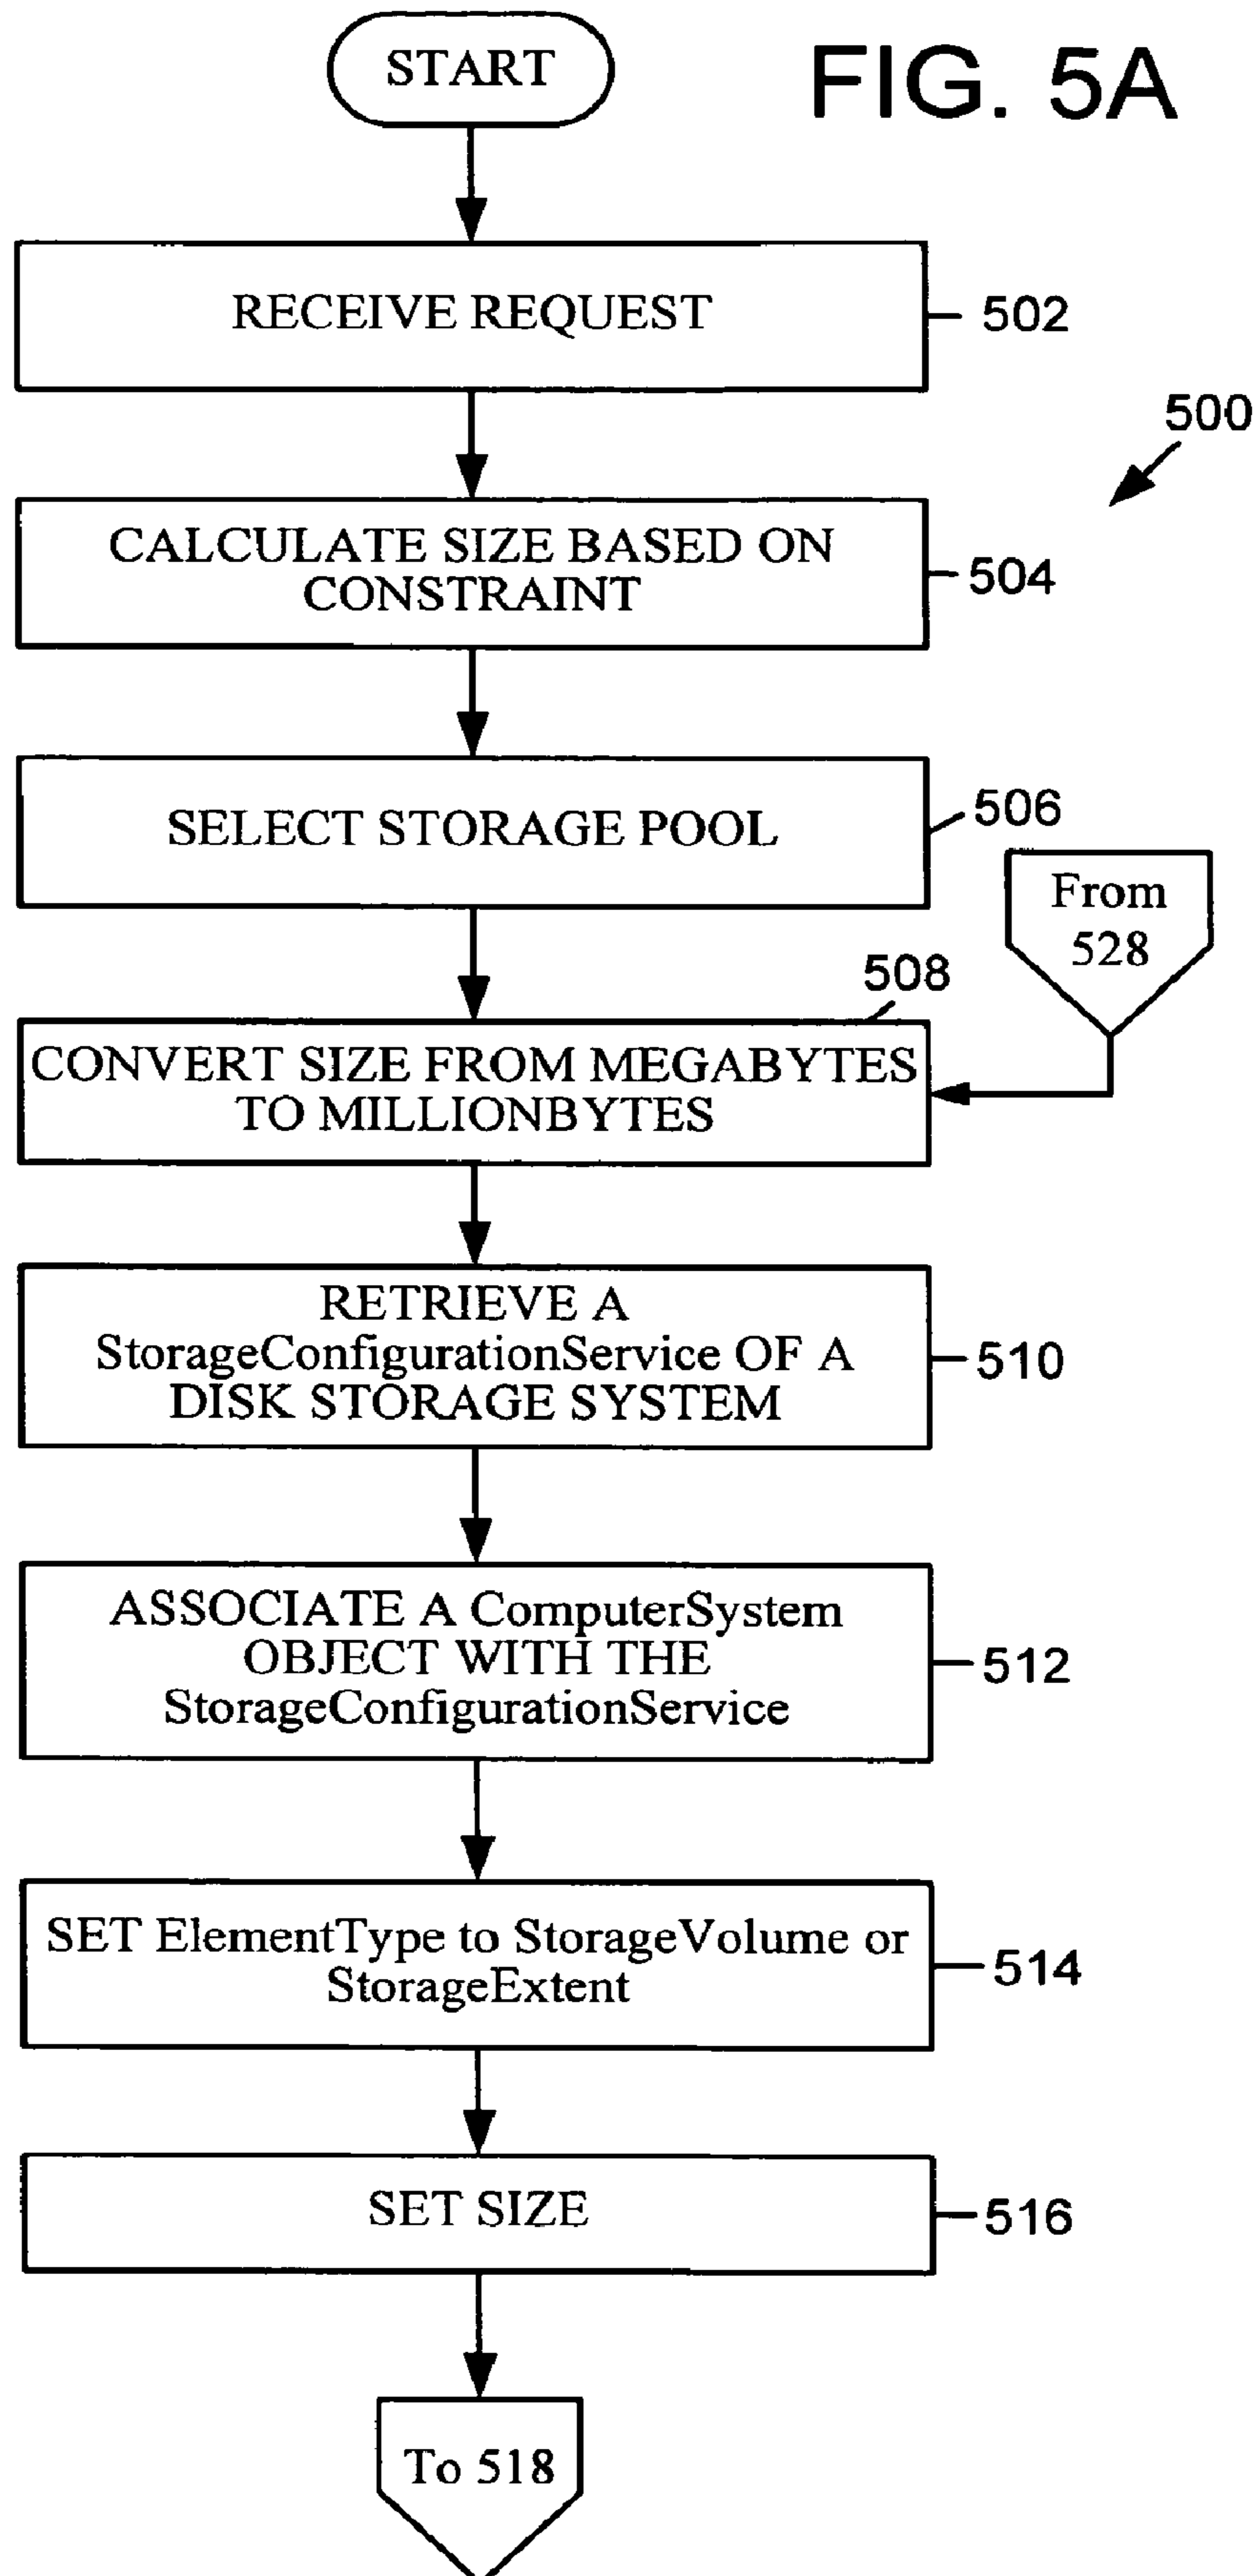 START
FIG. 5A
RECEIVE REQUEST
502
500
CALCULATE SIZE BASED ON
CONSTRAINT
504
SELECT STORAGE POOL
506
From
528
508
CONVERT SIZE FROM MEGABYTES
TO MILLIONBYTES
RETRIEVE A
StorageConfigurationService OF A
DISK STORAGE SYSTEM
510
ASSOCIATE A ComputerSystem
OBJECT WITH THE
StorageConfigurationService
512
SET ElementType to StorageVolume or
StorageExtent
514
SET SIZE
516
To 518